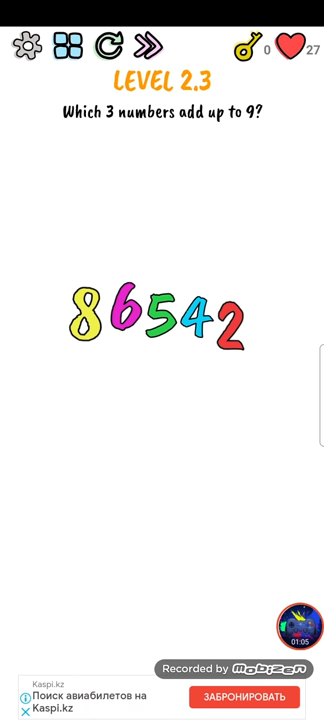 0
27
LEVEL 2.3
Which 3 numbers add up to 9?
86542
01:05
Recorded by mobizen
Kaspi.kz
Поиск авиабилетов на
Kaspi.kz
ЗАБРОНИРОВАТЬ